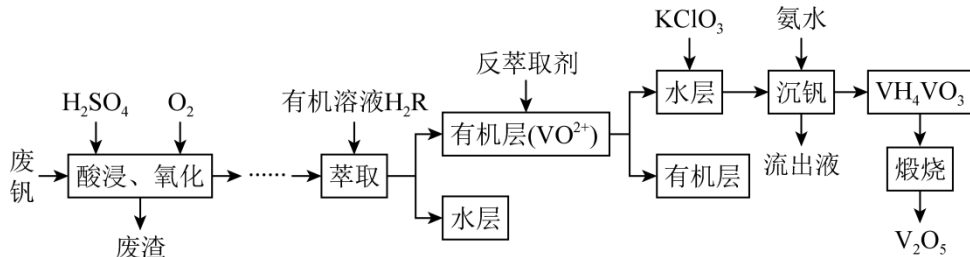 KClO₃
氨水
反萃取剂
H₂SO₄
O₂
有机溶液H₂R
水层
沉钒
VH₄VO₃
有机层(VO²⁺)
废钒
酸浸、氧化
……
萃取
流出液
有机层
煅烧
水层
废渣
V₂O₅